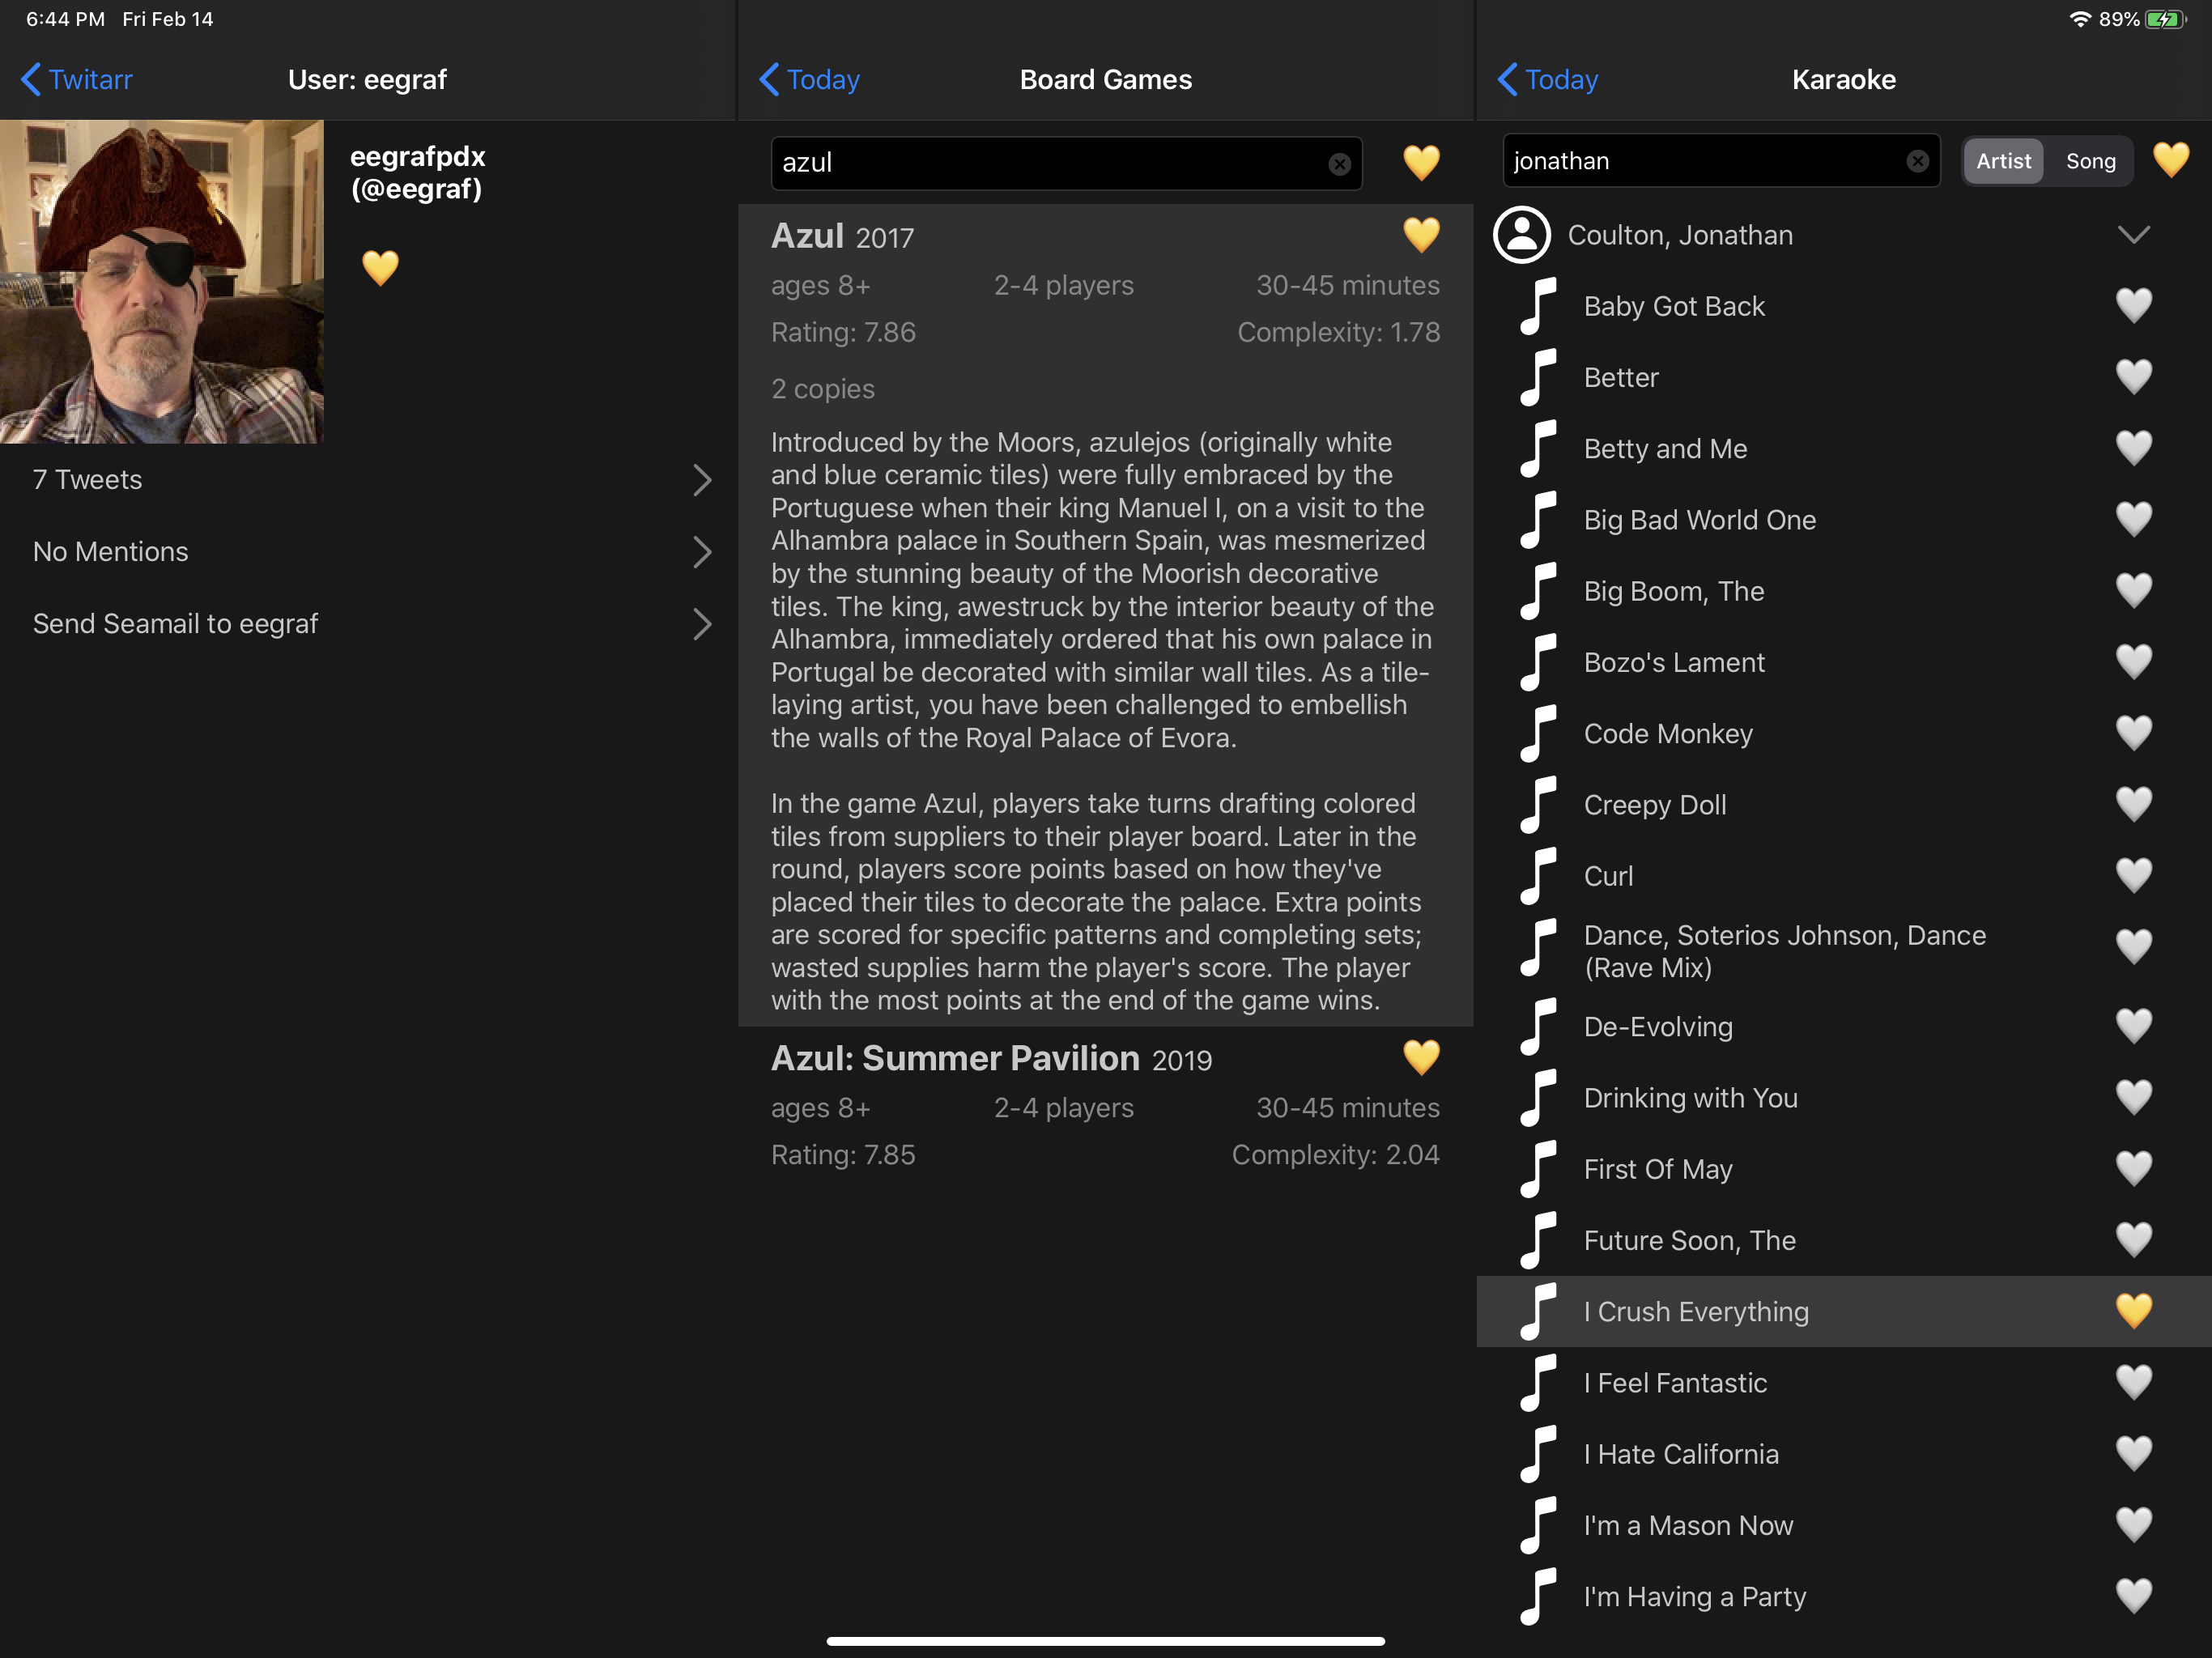 6:44 PM Fri Feb 14
89%
Twitarr
User: eegraf
eegrafpdx
(@eegraf)
7 Tweets
No Mentions
Send Seamail to eegraf
Today
Board Games
azul
Azul 2017
ages 8+ 2-4 players 30-45 minutes
Rating: 7.86 Complexity: 1.78
2 copies
Introduced by the Moors, azulejos (originally white
and blue ceramic tiles) were fully embraced by the
Portuguese when their king Manuel I, on a visit to the
Alhambra palace in Southern Spain, was mesmerized
by the stunning beauty of the Moorish decorative
tiles. The king, awestruck by the interior beauty of the
Alhambra, immediately ordered that his own palace in
Portugal be decorated with similar wall tiles. As a tile-
laying artist, you have been challenged to embellish
the walls of the Royal Palace of Evora.
In the game Azul, players take turns drafting colored
tiles from suppliers to their player board. Later in the
round, players score points based on how they've
placed their tiles to decorate the palace. Extra points
are scored for specific patterns and completing sets;
wasted supplies harm the player's score. The player
with the most points at the end of the game wins.
Azul: Summer Pavilion 2019
ages 8+ 2-4 players 30-45 minutes
Rating: 7.85 Complexity: 2.04
Today
Karaoke
jonathan
Artist Song
Coulton, Jonathan
Baby Got Back
Better
Betty and Me
Big Bad World One
Big Boom, The
Bozo's Lament
Code Monkey
Creepy Doll
Curl
Dance, Soterios Johnson, Dance
(Rave Mix)
De-Evolving
Drinking with You
First Of May
Future Soon, The
I Crush Everything
I Feel Fantastic
I Hate California
I'm a Mason Now
I'm Having a Party